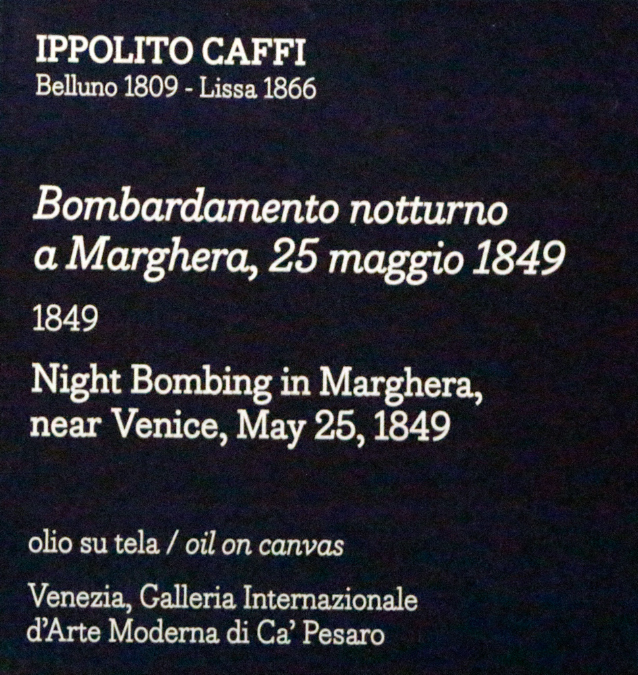 IPPOLITO CAFFI
Belluno 1809 - Lissa 1866
Bombardamento notturno
a Marghera, 25 maggio 1849
1849
Night Bombing in Marghera,
near Venice, May 25, 1849
olio su tela / oil on canvas
Venezia, Galleria Internazionale
d'Arte Moderna di Ca' Pesaro